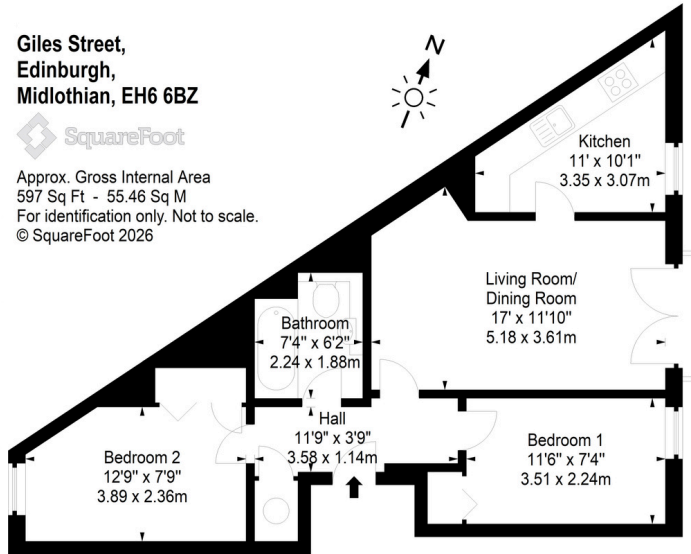 Giles Street,
Edinburgh,
Midlothian, EH6 6BZ
SquareFoot
Approx. Gross Internal Area
597 Sq Ft - 55.46 Sq M
For identification only. Not to scale.
© SquareFoot 2026
N
Kitchen
11' x 10'1"
3.35 x 3.07m
Living Room/
Dining Room
17' x 11'10"
5.18 x 3.61m
Bathroom
7'4" x 6'2"
2.24 x 1.88m
Hall
11'9" x 3'9"
3.58 x 1.14m
Bedroom 1
11'6" x 7'4"
3.51 x 2.24m
Bedroom 2
12'9" x 7'9"
3.89 x 2.36m